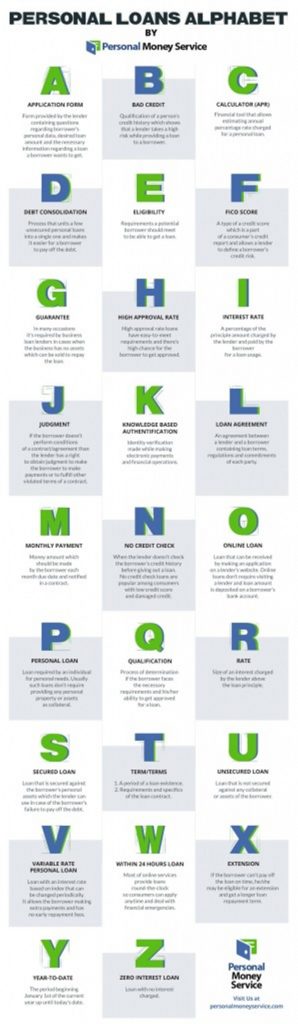 PERSONAL LOANS ALPHABET
BY
Personal Money Service
A
APPLICATION FORM
Form provided by the lender
containing questions
regarding borrower's
personal data, desired loan
amount and the necessary
information regarding a loan
a borrower wants to get.
B
BAD CREDIT
Qualification of a person's
credit history which shows
that a lender takes a high
risk while providing a loan
to a borrower.
C
CALCULATOR (APR)
Financial tool that allows
estimating annual
percentage rate charged
for a personal loan.
D
DEBT CONSOLIDATION
Process that units a few
unsecured personal loans
into a single one and makes
it easier for a borrower
to pay off the debt.
E
ELIGIBILITY
Requirements a potential
borrower should meet
to be able to get a loan.
F
FICO SCORE
A type of a credit score
which is a part
of a consumer's credit
report and allows a lender
to define a borrower's
credit risk.
G
GUARANTEE
In many occasions
it's required by business
loan lenders in cases when
the business has no assets
which can be sold to repay
the loan.
H
HIGH APPROVAL RATE
High approval rate loans
have easy-to-meet
requirements and there's
high chance for the
borrower to get approved.
I
INTEREST RATE
A percentage of the
principle amount charged by
the lender and paid by the
borrower
for a loan usage.
J
JUDGMENT
If the borrower doesn't
perform conditions
of a contract/agreement
than the lender has a right
to obtain judgment to make
the borrower to make
payments or to fulfill other
violated terms of a contract.
K
KNOWLEDGE BASED
AUTHENTIFICATION
Identity verification
made while making
electronic payments
and financial operations.
L
LOAN AGREEMENT
An agreement between
a lender and a borrower
containing loan terms,
regulations and commitments
of each party.
M
MONTHLY PAYMENT
Money amount which
should be made
by the borrower each
month due date and notified
in a contract.
N
NO CREDIT CHECK
When the lender doesn't check
the borrower's credit history
before giving out a loan.
No credit check loans are
popular among consumers
with low credit score
and damaged credit.
O
ONLINE LOAN
Loan that can be received
by making an application
on a lender's website. Online
loans don't require visiting
a lender and loan amount
is deposited on a borrower's
bank account.
P
PERSONAL LOAN
Loan required by an individual
for personal needs. Usually
such loans don't require
providing any personal
property or assets
as collateral.
Q
QUALIFICATION
Process of determination
if the borrower faces
the necessary
requirements and his/her
ability to get approved
for a loan.
R
RATE
Size of an interest charged
by the lender above
the loan principle.
S
SECURED LOAN
Loan that is secured against
the borrower's personal
assets which the lender can
use in case of the borrower's
failure to pay off the debt.
T
TERM/TERMS
1. A period of a loan existence.
2. Requirements and specifics
of the loan contract.
U
UNSECURED LOAN
Loan that is not secured
against any collateral
or assets of the borrower.
V
VARIABLE RATE
PERSONAL LOAN
Loan with an interest rate
based on index that can
be changed periodically.
It allows the borrower making
extra payments and has
no early repayment fees.
W
WITHIN 24 HOURS LOAN
Most of online services
provide loans
round-the-clock
so consumers can apply
anytime and deal with
financial emergencies.
X
EXTENSION
If the borrower can't pay off
the loan on time, he/she
may be eligible for an extension
and get a longer loan
repayment term.
Y
YEAR-TO-DATE
The period beginning
January 1st of the current
year up until today's date.
Z
ZERO INTEREST LOAN
Loan with no interest
charged.
Personal
Money
Service
Visit Us at
personalmoneyservice.com